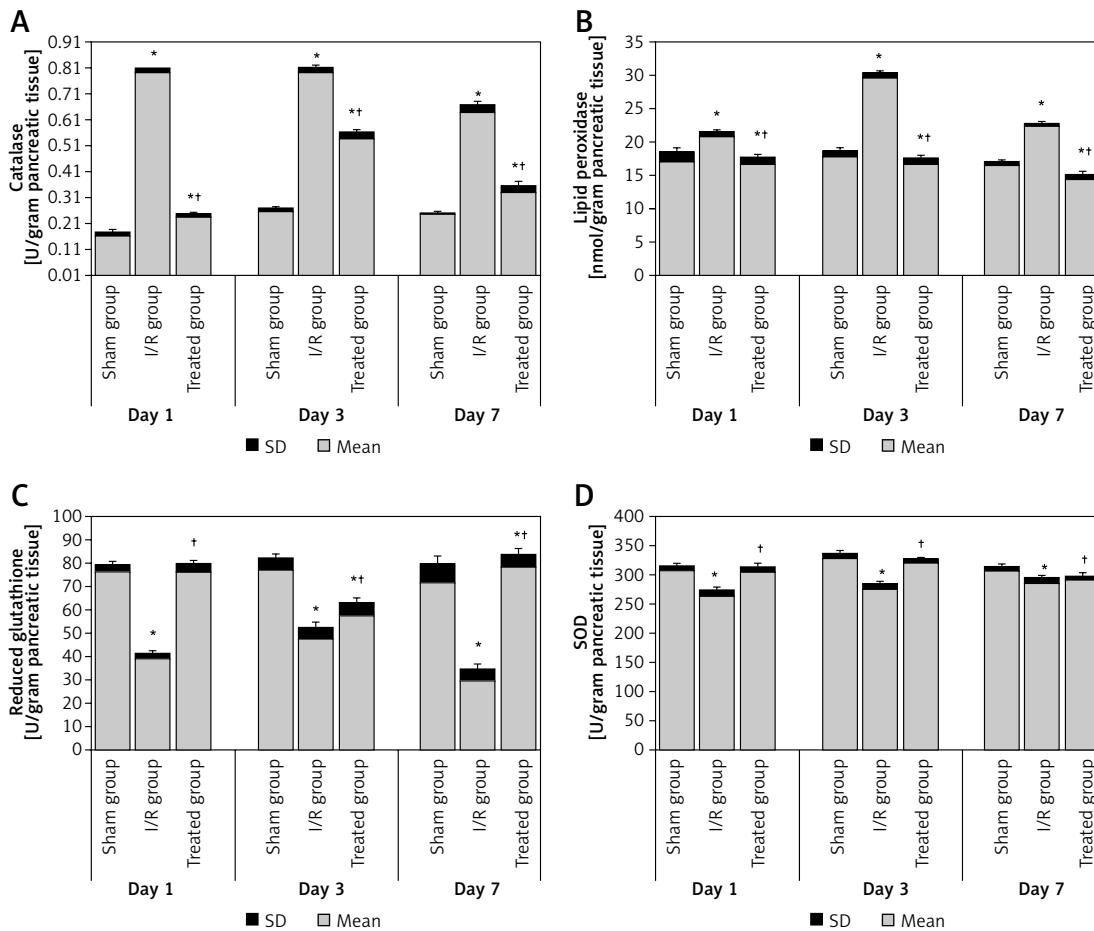 A
Catalase
[U/gram pancreatic tissue]
0.91
0.81
0.71
0.61
0.51
0.41
0.31
0.21
0.11
0.01
*
*†
*
*†
*
*†
Sham group
I/R group
Treated group
Sham group
I/R group
Treated group
Sham group
I/R group
Treated group
Day 1
Day 3
Day 7
SD
Mean
B
Lipid peroxidase
[nmol/gram pancreatic tissue]
35
30
25
20
15
10
5
0
*
*†
*
*†
*
*†
Sham group
I/R group
Treated group
Sham group
I/R group
Treated group
Sham group
I/R group
Treated group
Day 1
Day 3
Day 7
SD
Mean
C
Reduced glutathione
[U/gram pancreatic tissue]
100
90
80
70
60
50
40
30
20
10
0
*
†
*
*†
*
*†
Sham group
I/R group
Treated group
Sham group
I/R group
Treated group
Sham group
I/R group
Treated group
Day 1
Day 3
Day 7
SD
Mean
D
SOD
[U/gram pancreatic tissue]
400
350
300
250
200
150
100
50
0
*
†
*
†
*
†
Sham group
I/R group
Treated group
Sham group
I/R group
Treated group
Sham group
I/R group
Treated group
Day 1
Day 3
Day 7
SD
Mean